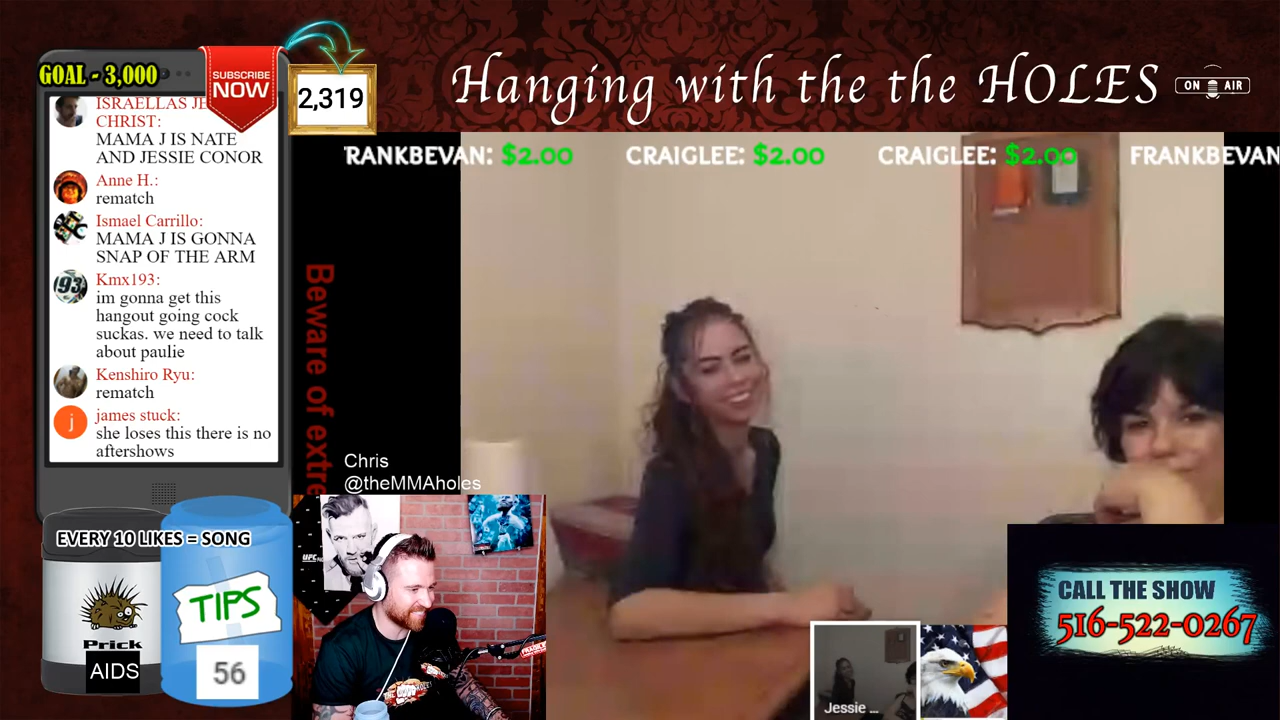 GOAL - 3,000
SUBSCRIBE
NOW
2,319
Hanging with the the HOLES
ON AIR
ISRAELLAS JE
CHRIST:
MAMA J IS NATE
AND JESSIE CONOR
Anne H.:
rematch
Ismael Carrillo:
MAMA J IS GONNA
SNAP OF THE ARM
Kmx193:
im gonna get this
hangout going cock
suckas. we need to talk
about paulie
Kenshiro Ryu:
rematch
james stuck:
she loses this there is no
aftershows
RANKBEVAN: $2.00 CRAIGLEE: $2.00 CRAIGLEE: $2.00 FRANKBEVAN
Beware of extre
Chris
@theMMAholes
EVERY 10 LIKES = SONG
Prick
AIDS
TIPS
56
UFC
Jessie ...
CALL THE SHOW
516-522-0267